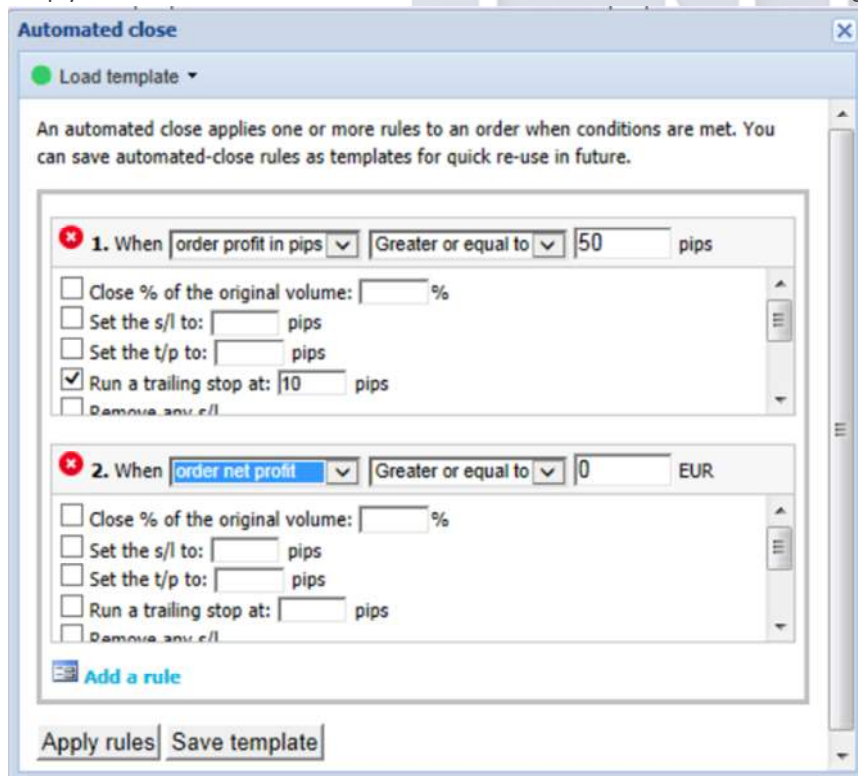 Automated close
Load template
An automated close applies one or more rules to an order when conditions are met. You
can save automated-close rules as templates for quick re-use in future.
1. When order profit in pips Greater or equal to 50 pips
Close % of the original volume: %
Set the s/l to: pips
Set the t/p to: pips
Run a trailing stop at: 10 pips
Remove any s/l
2. When order net profit Greater or equal to 0 EUR
Close % of the original volume: %
Set the s/l to: pips
Set the t/p to: pips
Run a trailing stop at: pips
Remove any s/l
Add a rule
Apply rules Save template